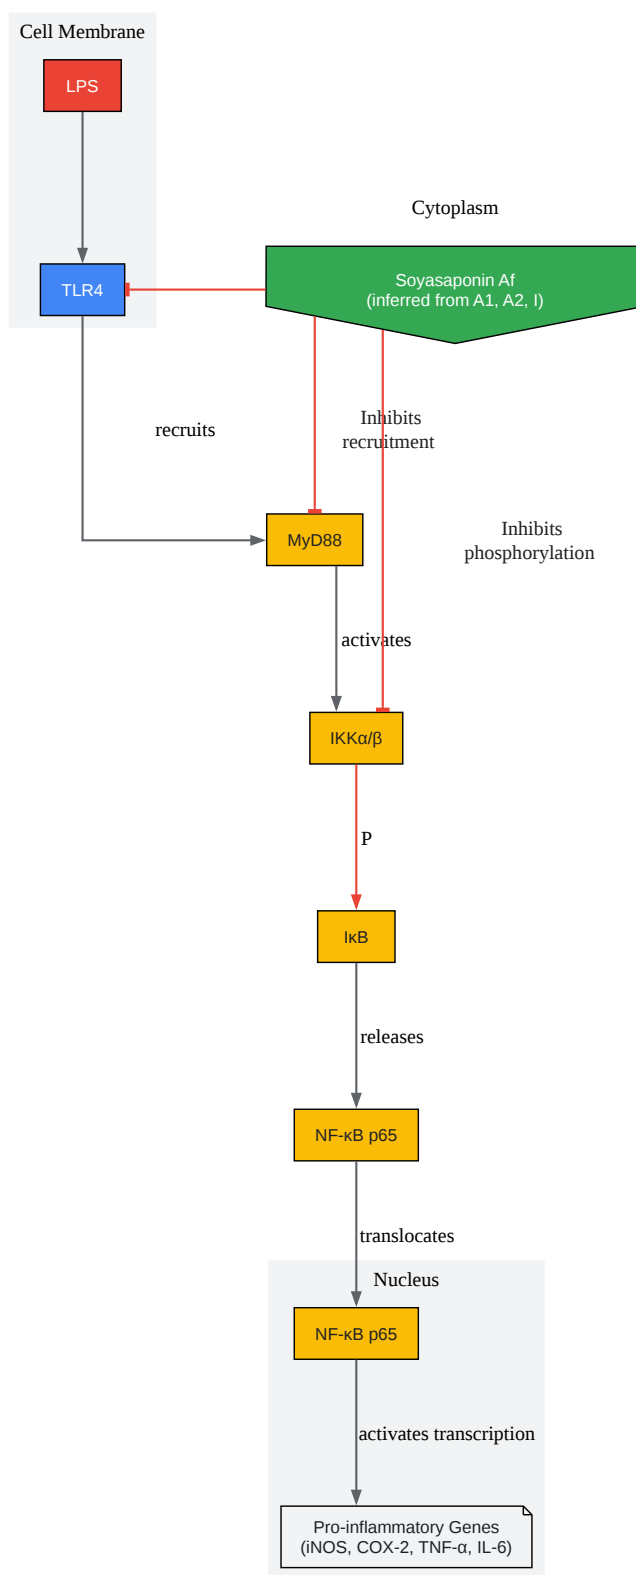 Cell Membrane
LPS
Cytoplasm
Soyasaponin Af
(inferred from A1, A2, I)
TLR4
recruits
Inhibits
recruitment
Inhibits
phosphorylation
MyD88
activates
IKKα/β
P
IκB
releases
NF-κB p65
translocates
Nucleus
NF-κB p65
activates transcription
Pro-inflammatory Genes
(iNOS, COX-2, TNF-α, IL-6)